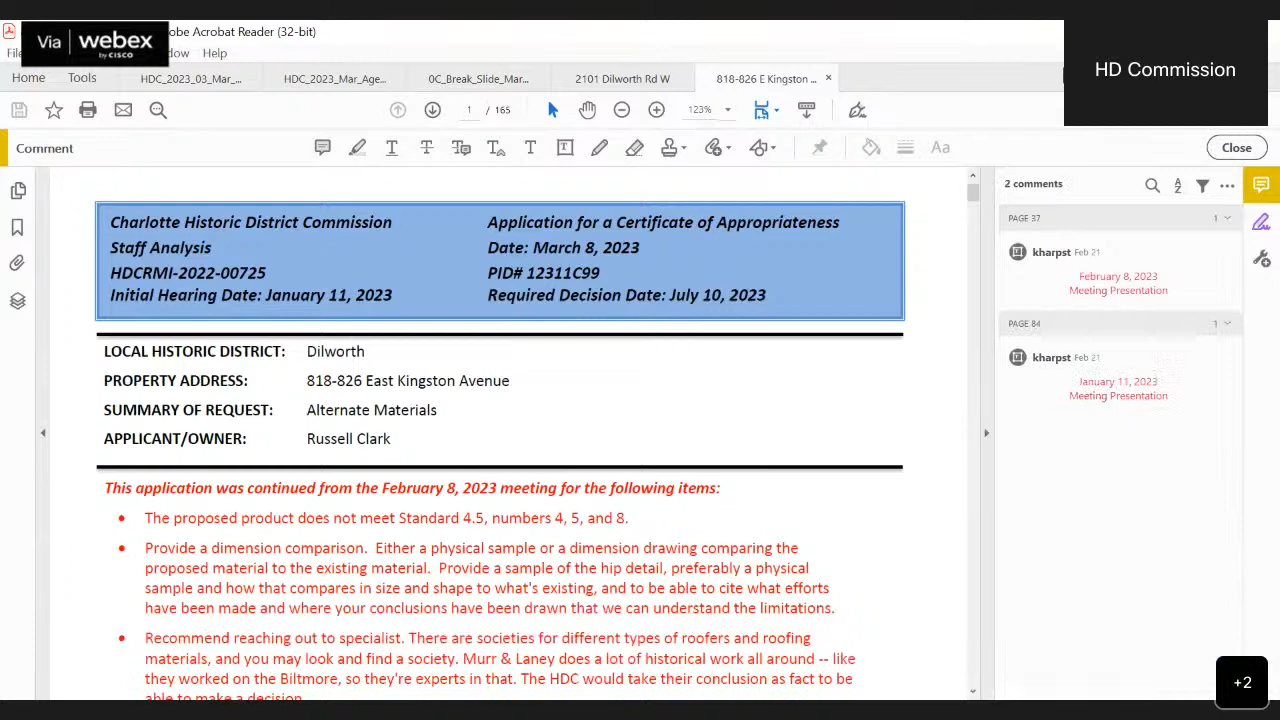 Via webex
by CISCO
obe Acrobat Reader (32-bit)
HD Commission
File
dow Help
Home Tools HDC_2023_03_Mar_... HDC_2023_Mar_Age... 0C_Break_Slide_Mar... 2101 Dilworth Rd W 818-826 E Kingston ... ×
1 / 165 123%
Comment Close
2 comments
PAGE 37 1
kharpst Feb 21
February 8, 2023
Meeting Presentation
PAGE 84 1
kharpst Feb 21
January 11, 2023
Meeting Presentation
Charlotte Historic District Commission Application for a Certificate of Appropriateness
Staff Analysis Date: March 8, 2023
HDCRMI-2022-00725 PID# 12311C99
Initial Hearing Date: January 11, 2023 Required Decision Date: July 10, 2023
LOCAL HISTORIC DISTRICT: Dilworth
PROPERTY ADDRESS: 818-826 East Kingston Avenue
SUMMARY OF REQUEST: Alternate Materials
APPLICANT/OWNER: Russell Clark
This application was continued from the February 8, 2023 meeting for the following items:
• The proposed product does not meet Standard 4.5, numbers 4, 5, and 8.
• Provide a dimension comparison. Either a physical sample or a dimension drawing comparing the
proposed material to the existing material. Provide a sample of the hip detail, preferably a physical
sample and how that compares in size and shape to what's existing, and to be able to cite what efforts
have been made and where your conclusions have been drawn that we can understand the limitations.
• Recommend reaching out to specialist. There are societies for different types of roofers and roofing
materials, and you may look and find a society. Murr & Laney does a lot of historical work all around -- like
they worked on the Biltmore, so they're experts in that. The HDC would take their conclusion as fact to be
able to make a decision.
+2